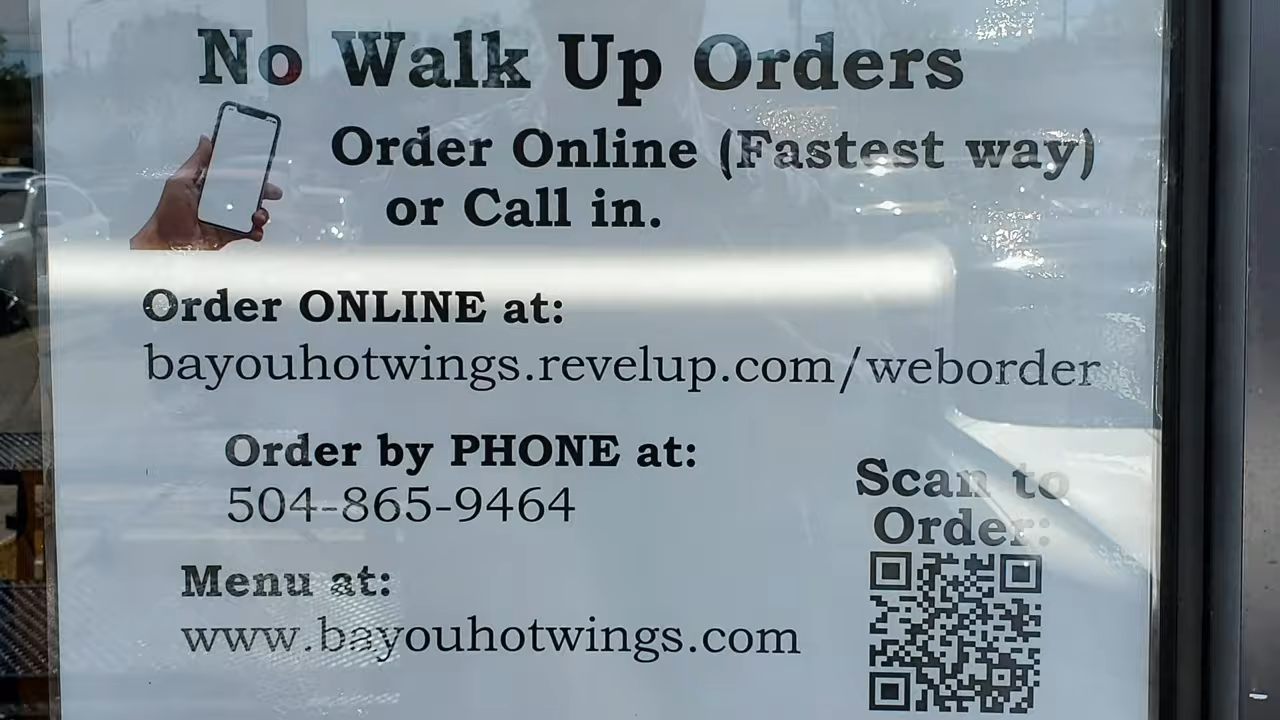 No Walk Up Orders
Order Online (Fastest way)
or Call in.
Order ONLINE at:
bayouhotwings.revelup.com/weborder
Order by PHONE at:
504-865-9464
Scan to
Order:
Menu at:
www.bayouhotwings.com